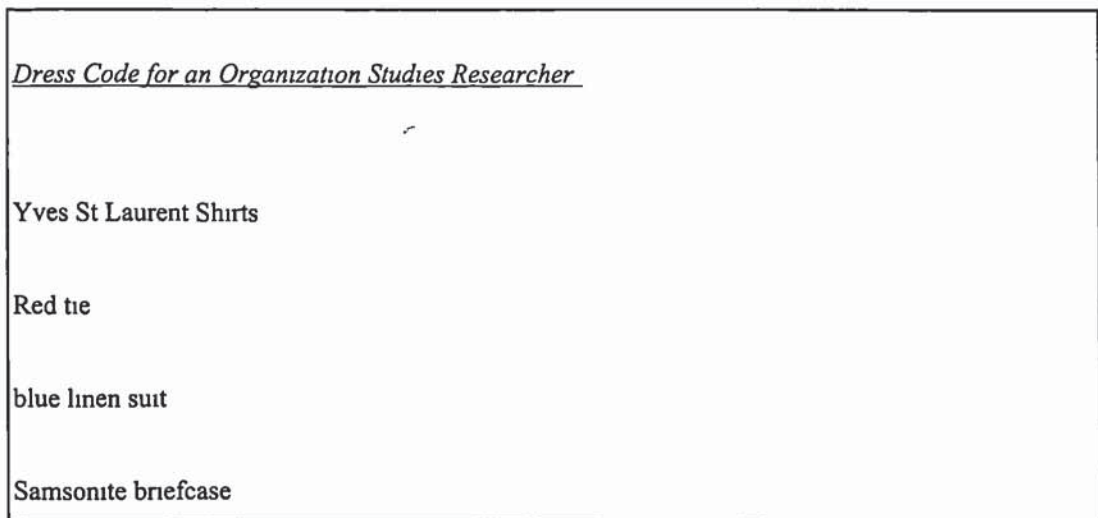 Dress Code for an Organization Studies Researcher
Yves St Laurent Shirts
Red tie
blue linen suit
Samsonite briefcase